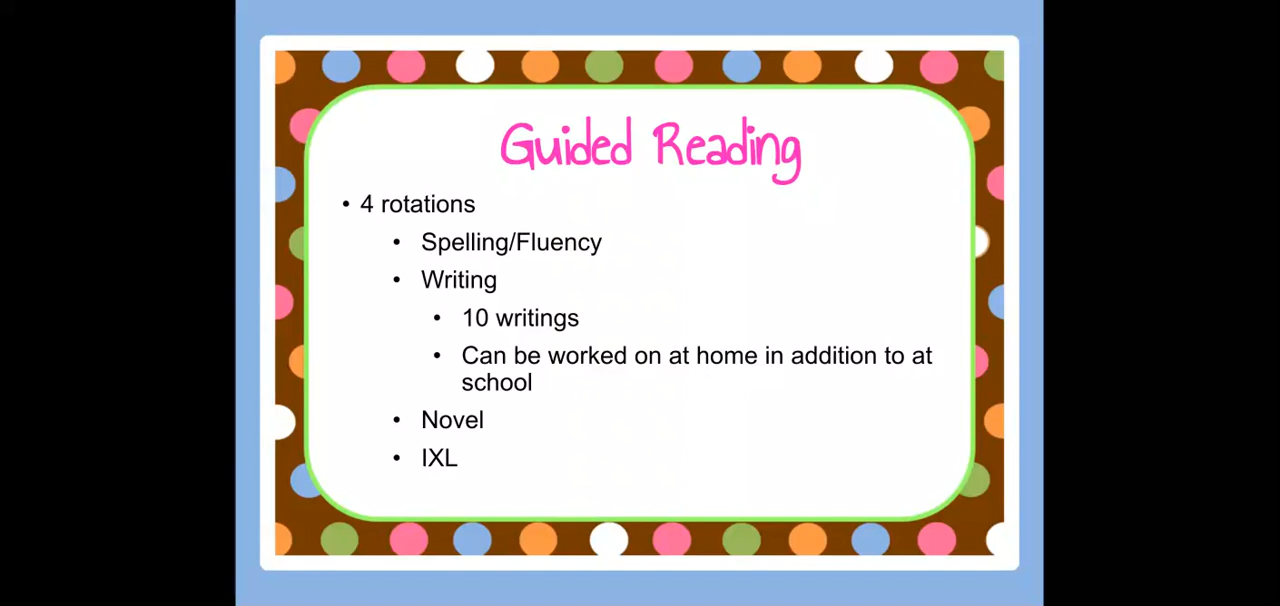 Guided Reading
• 4 rotations
• Spelling/Fluency
• Writing
• 10 writings
• Can be worked on at home in addition to at
school
• Novel
• IXL